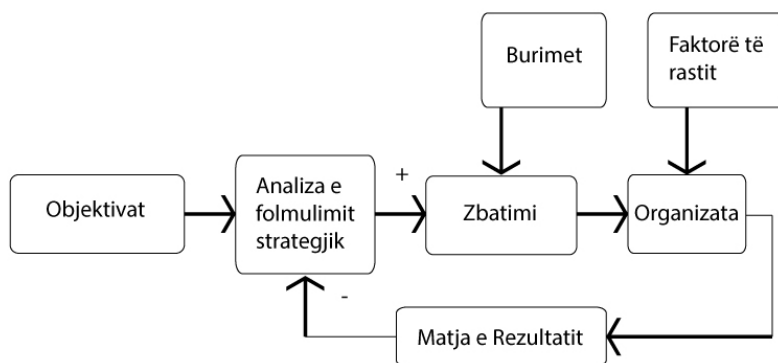 Burimet
Faktorë të
rastit
Objektivat
Analiza e
folmulimit
strategjik
+
Zbatimi
Organizata
-
Matja e Rezultatit